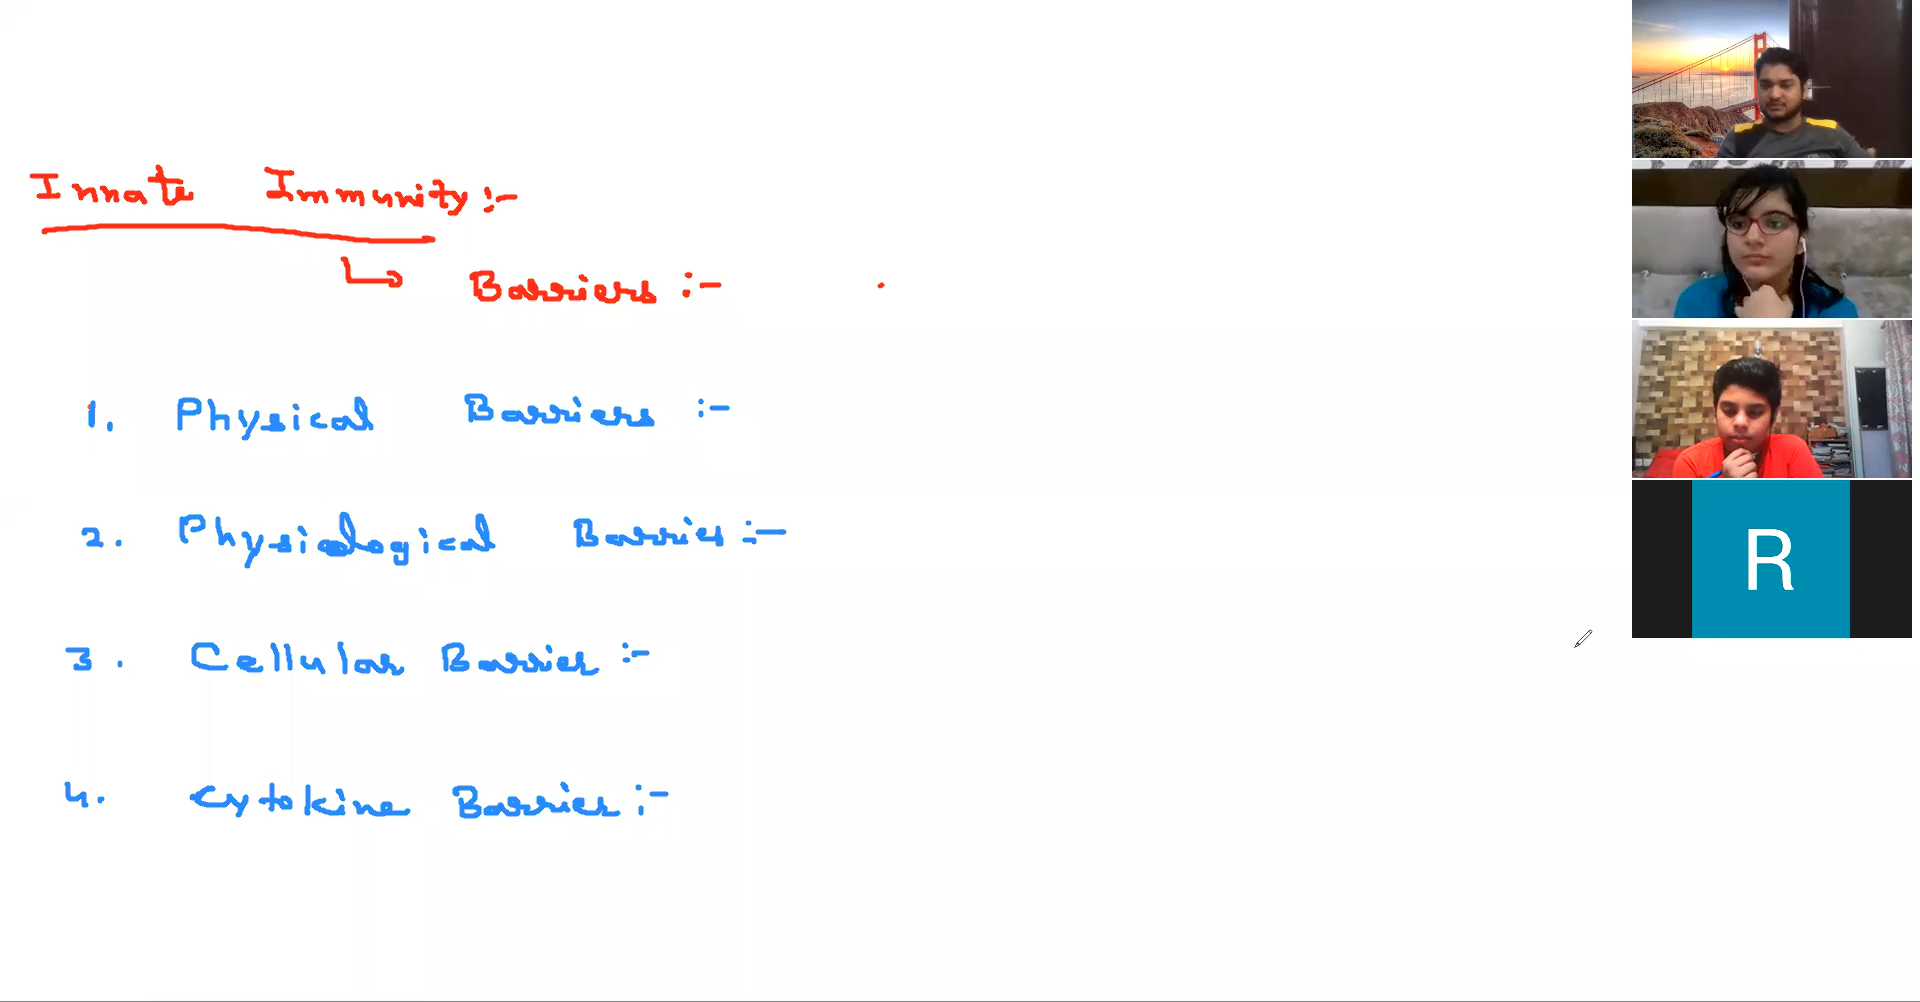 Innate Immunity :-
Barriers :-
1. Physical Barriers :-
2. Physiological Barrier :-
3. Cellular Barrier :-
4. Cytokine Barrier :-
R